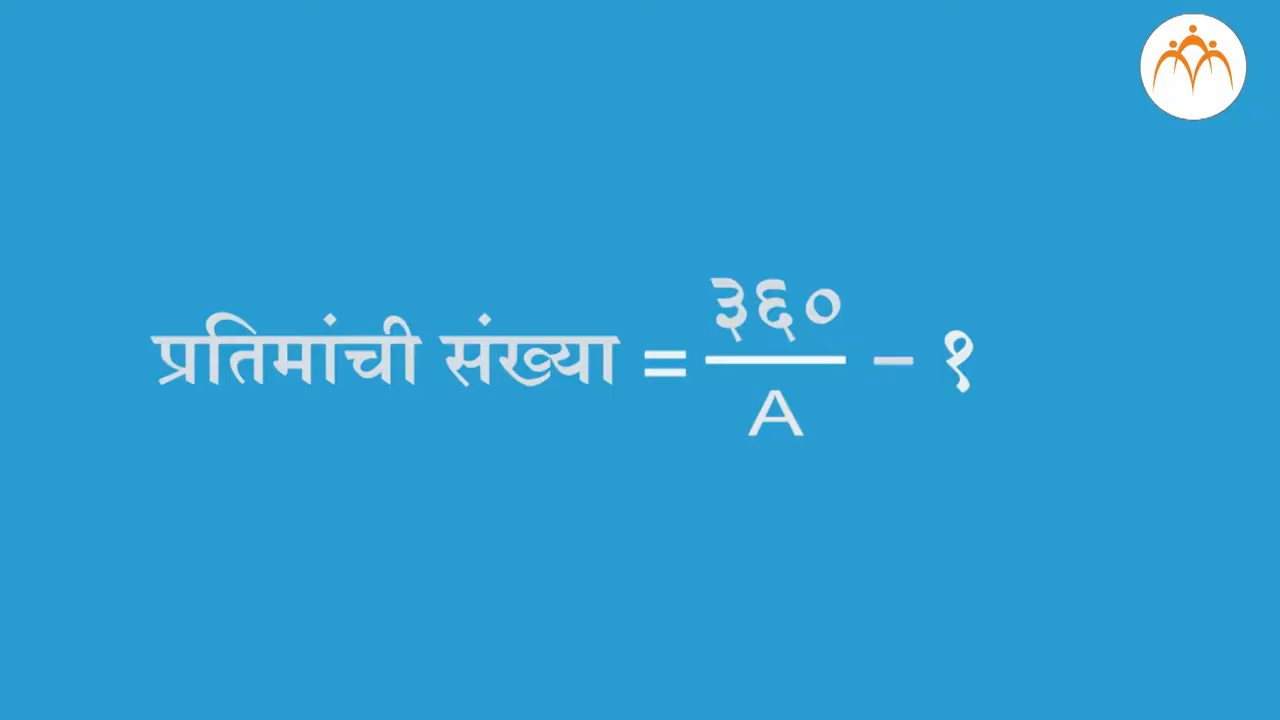 प्रतिमांची संख्या = ३६० / A − १